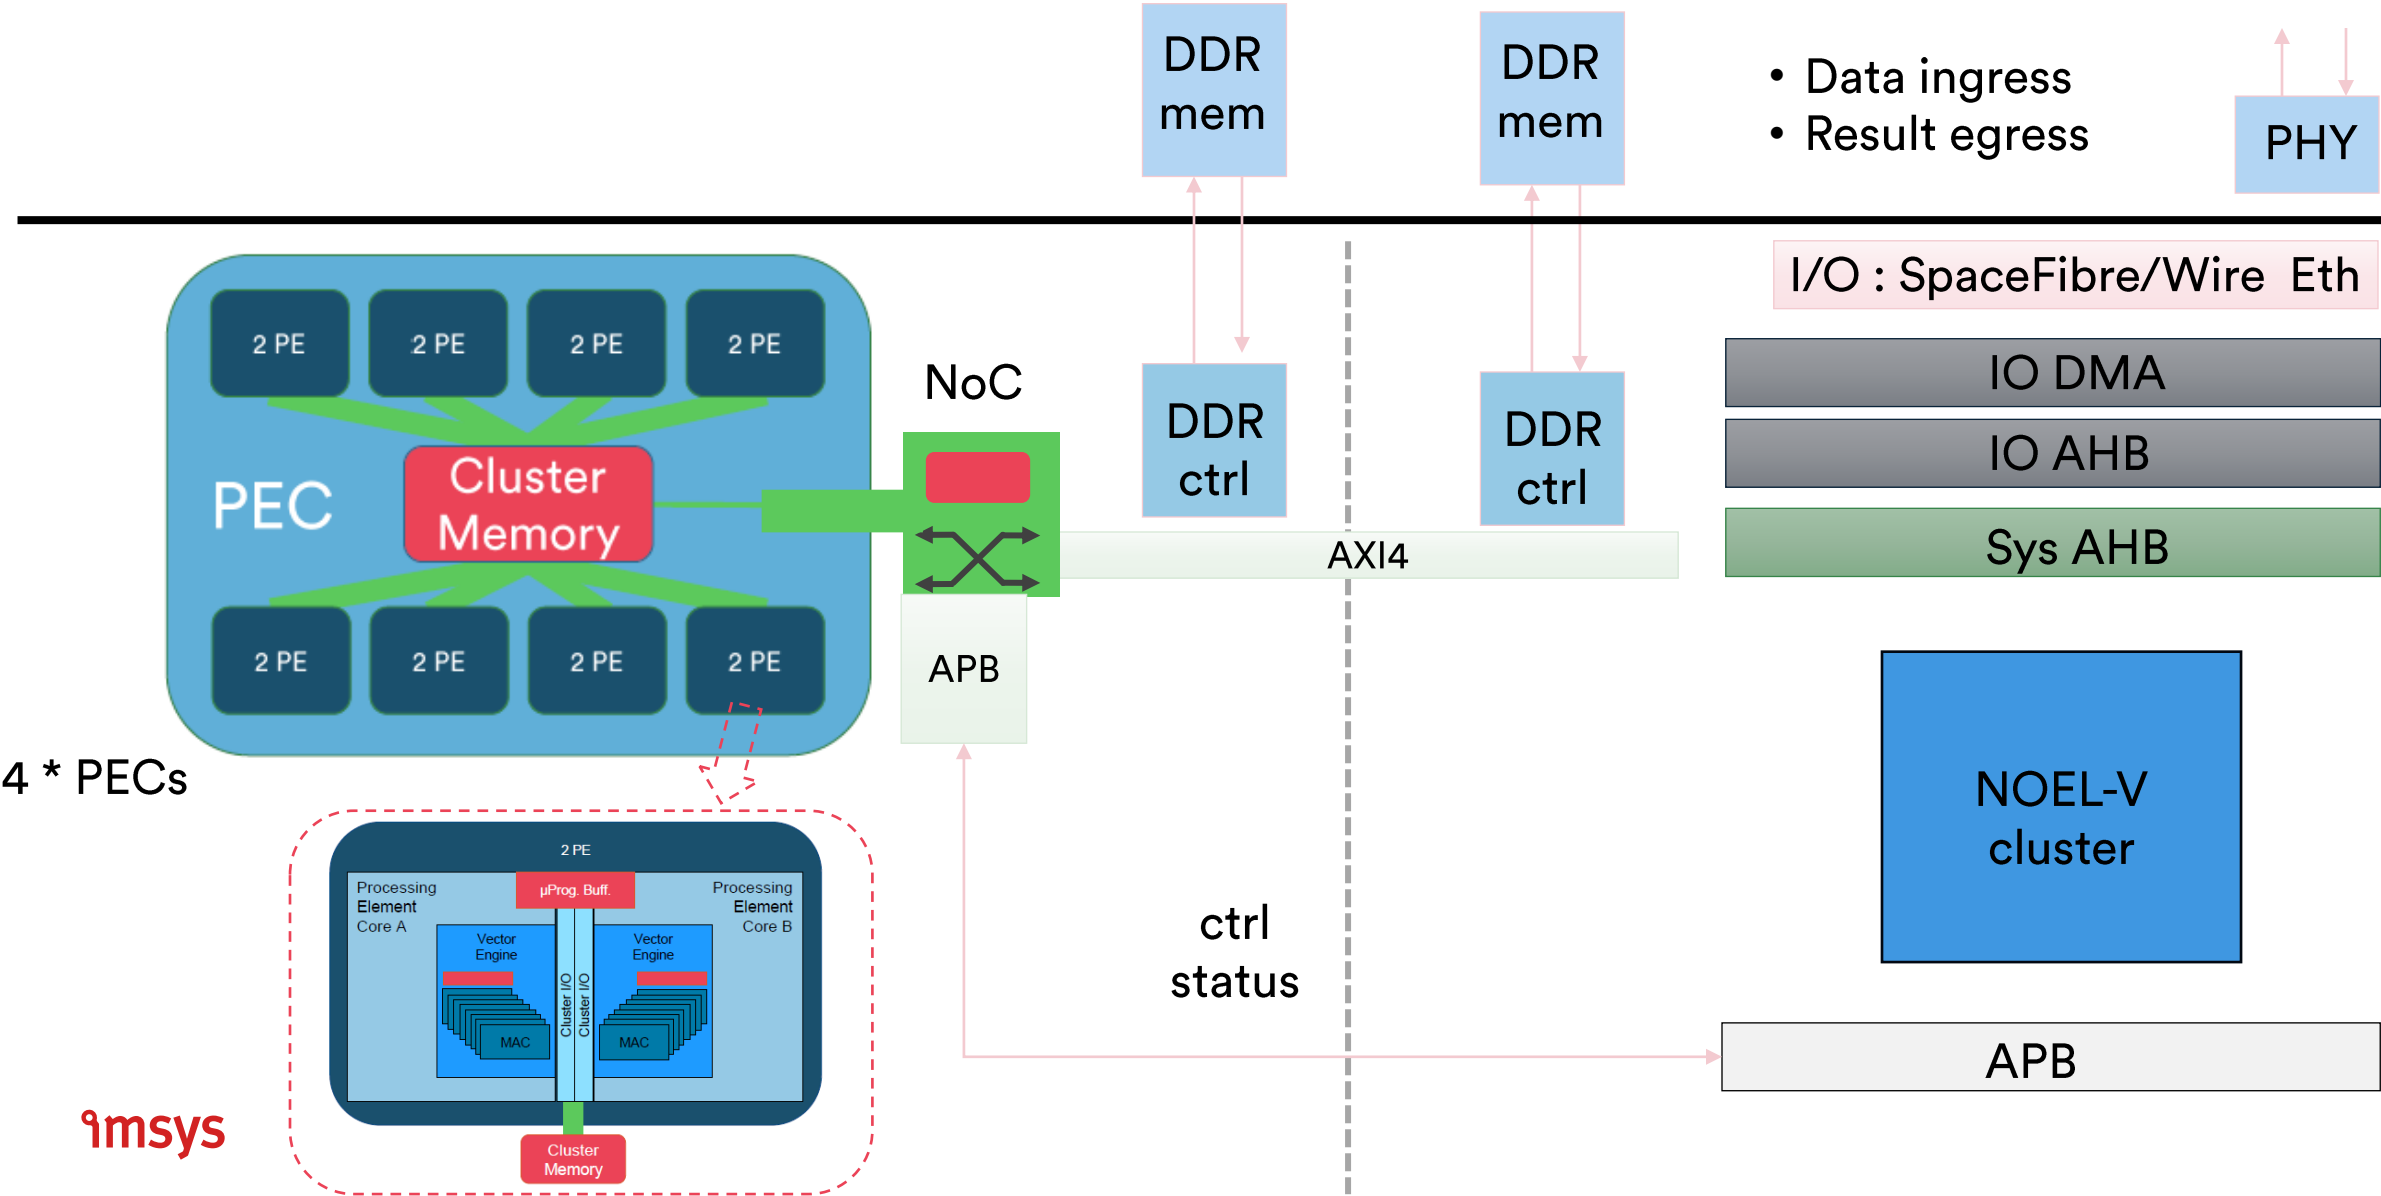 DDR
mem
DDR
mem
• Data ingress
• Result egress
PHY
I/O : SpaceFibre/Wire Eth
2 PE
2 PE
2 PE
2 PE
IO DMA
NoC
DDR
ctrl
DDR
ctrl
IO AHB
PEC
Cluster
Memory
AXI4
Sys AHB
2 PE
2 PE
2 PE
2 PE
APB
4 * PECs
NOEL-V
cluster
2 PE
Processing
Element
Core A
µProg. Buff.
Processing
Element
Core B
Vector
Engine
Vector
Engine
Cluster I/O
Cluster I/O
MAC
MAC
ctrl
status
APB
imsys
Cluster
Memory